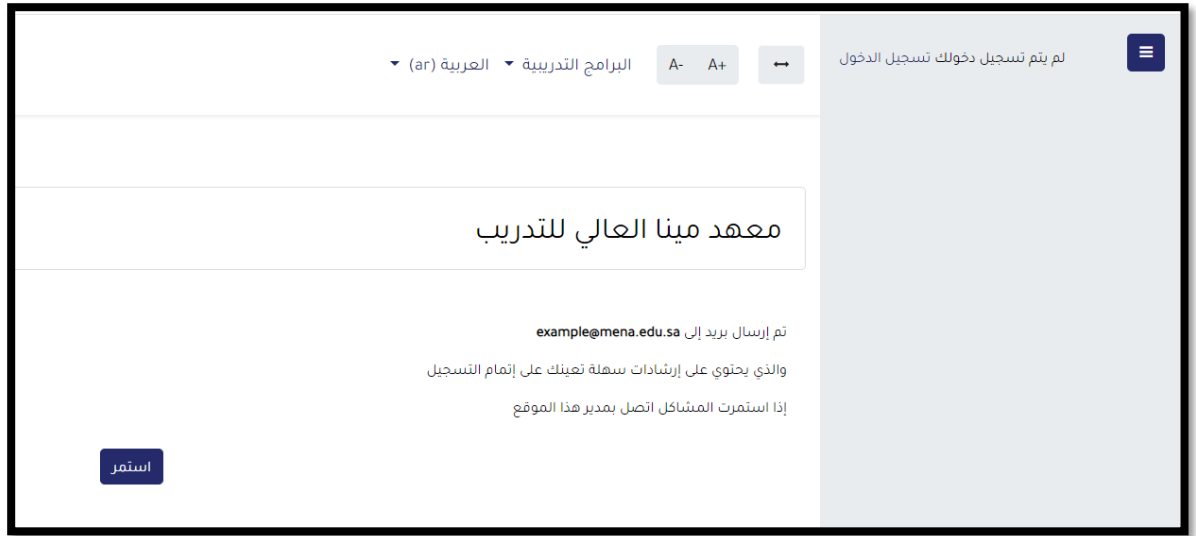 لم يتم تسجيل دخولك تسجيل الدخول
A- A+ البرامج التدريبية العربية ‎(ar)‎
معهد مينا العالي للتدريب
تم إرسال بريد إلى example@mena.edu.sa
والذي يحتوي على إرشادات سهلة تعينك على إتمام التسجيل
إذا استمرت المشاكل اتصل بمدير هذا الموقع
استمر